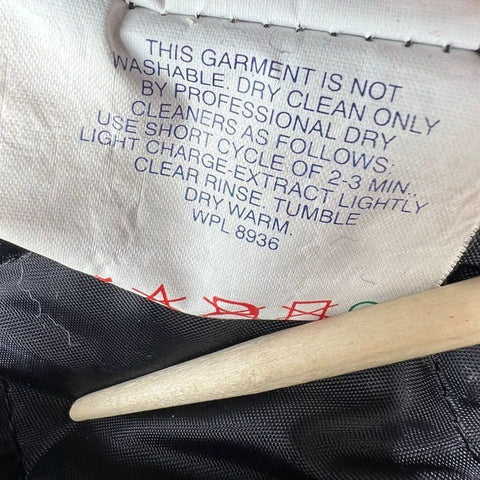 THIS GARMENT IS NOT
WASHABLE. DRY CLEAN ONLY
BY PROFESSIONAL DRY
CLEANERS AS FOLLOWS:
USE SHORT CYCLE OF 2-3 MIN.,
LIGHT CHARGE-EXTRACT LIGHTLY
CLEAR RINSE. TUMBLE
DRY WARM.
WPL 8936